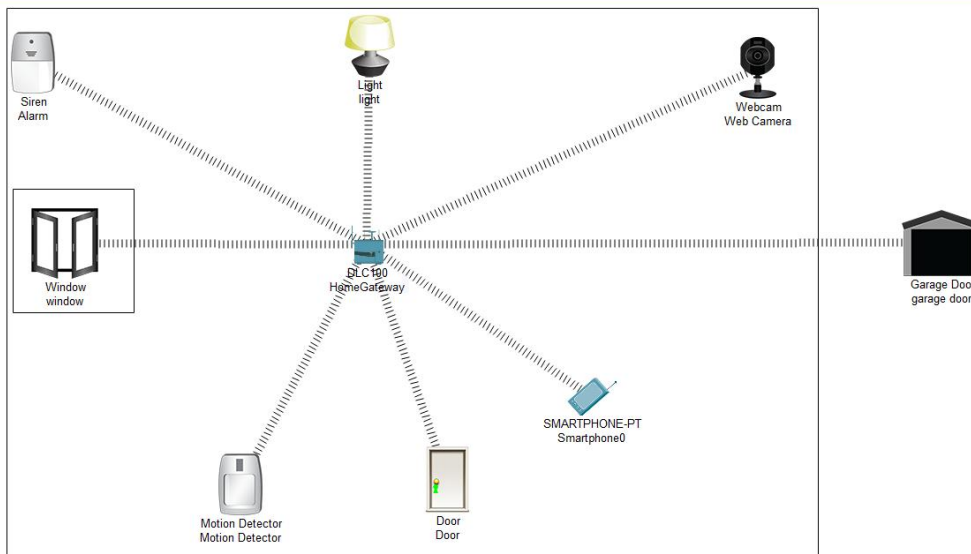 Siren
Alarm
Light
light
Webcam
Web Camera
Window
window
DLC100
HomeGateway
Garage Doo
garage door
SMARTPHONE-PT
Smartphone0
Motion Detector
Motion Detector
Door
Door